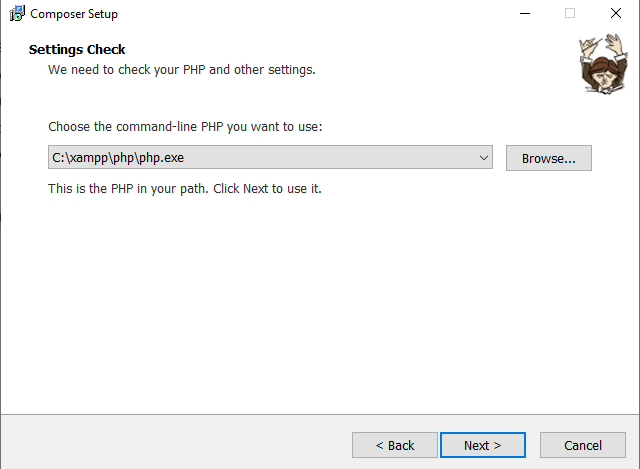 Composer Setup
Settings Check
We need to check your PHP and other settings.
Choose the command-line PHP you want to use:
C:\xampp\php\php.exe
Browse...
This is the PHP in your path. Click Next to use it.
< Back
Next >
Cancel